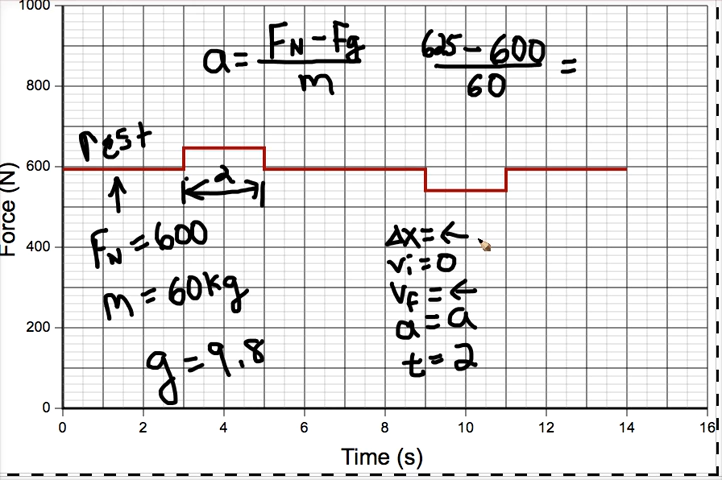 1000
a = F_N - F_g / m
625 - 600 / 60 =
800
rest
2
600
F_N = 600
Δx = ←
400
vi = 0
m = 60kg
v_F = ←
a = a
200
g = 9.8
t = 2
0
0 2 4 6 8 10 12 14 16
Time (s)
Force (N)